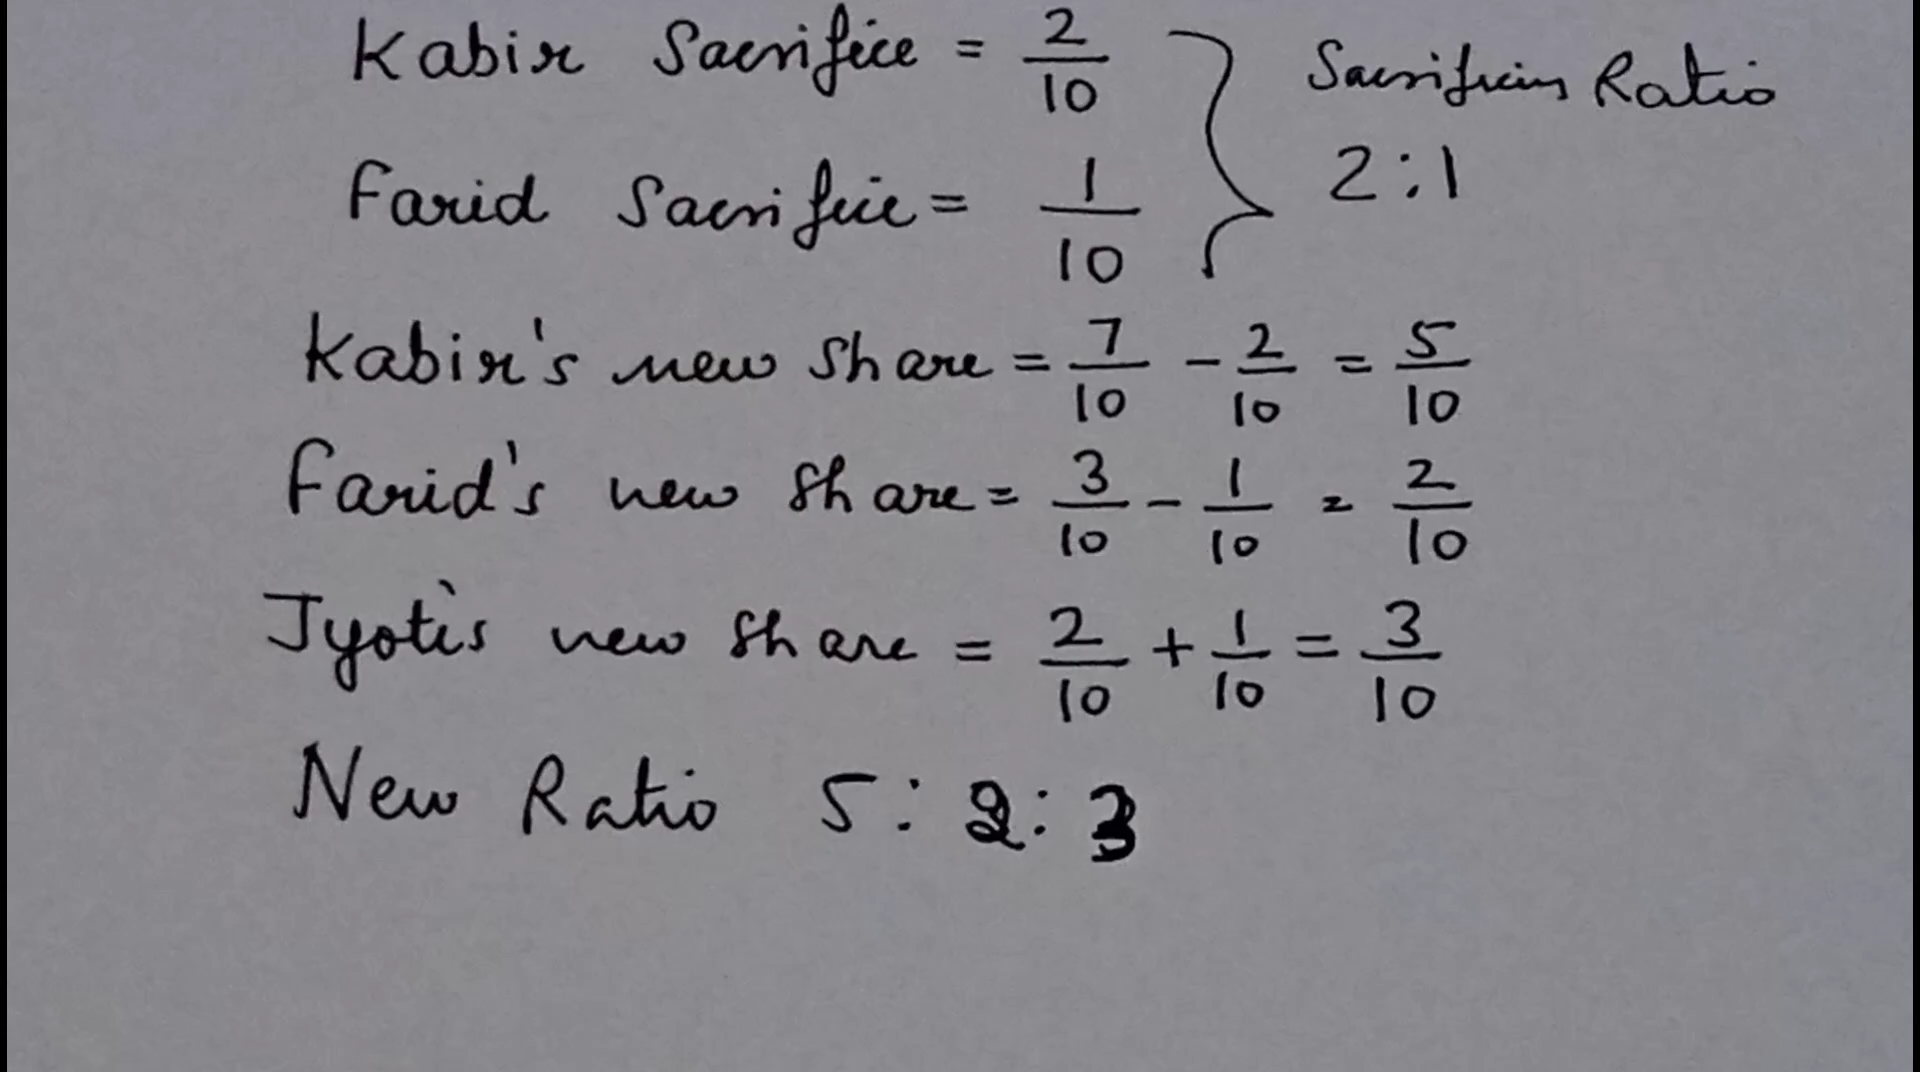 Kabir Sacrifice = 2/10
Sacrificing Ratio
2:1
Farid Sacrifice = 1/10
Kabir's new share = 7/10 - 2/10 = 5/10
Farid's new share = 3/10 - 1/10 = 2/10
Jyoti's new share = 2/10 + 1/10 = 3/10
New Ratio 5:2:3